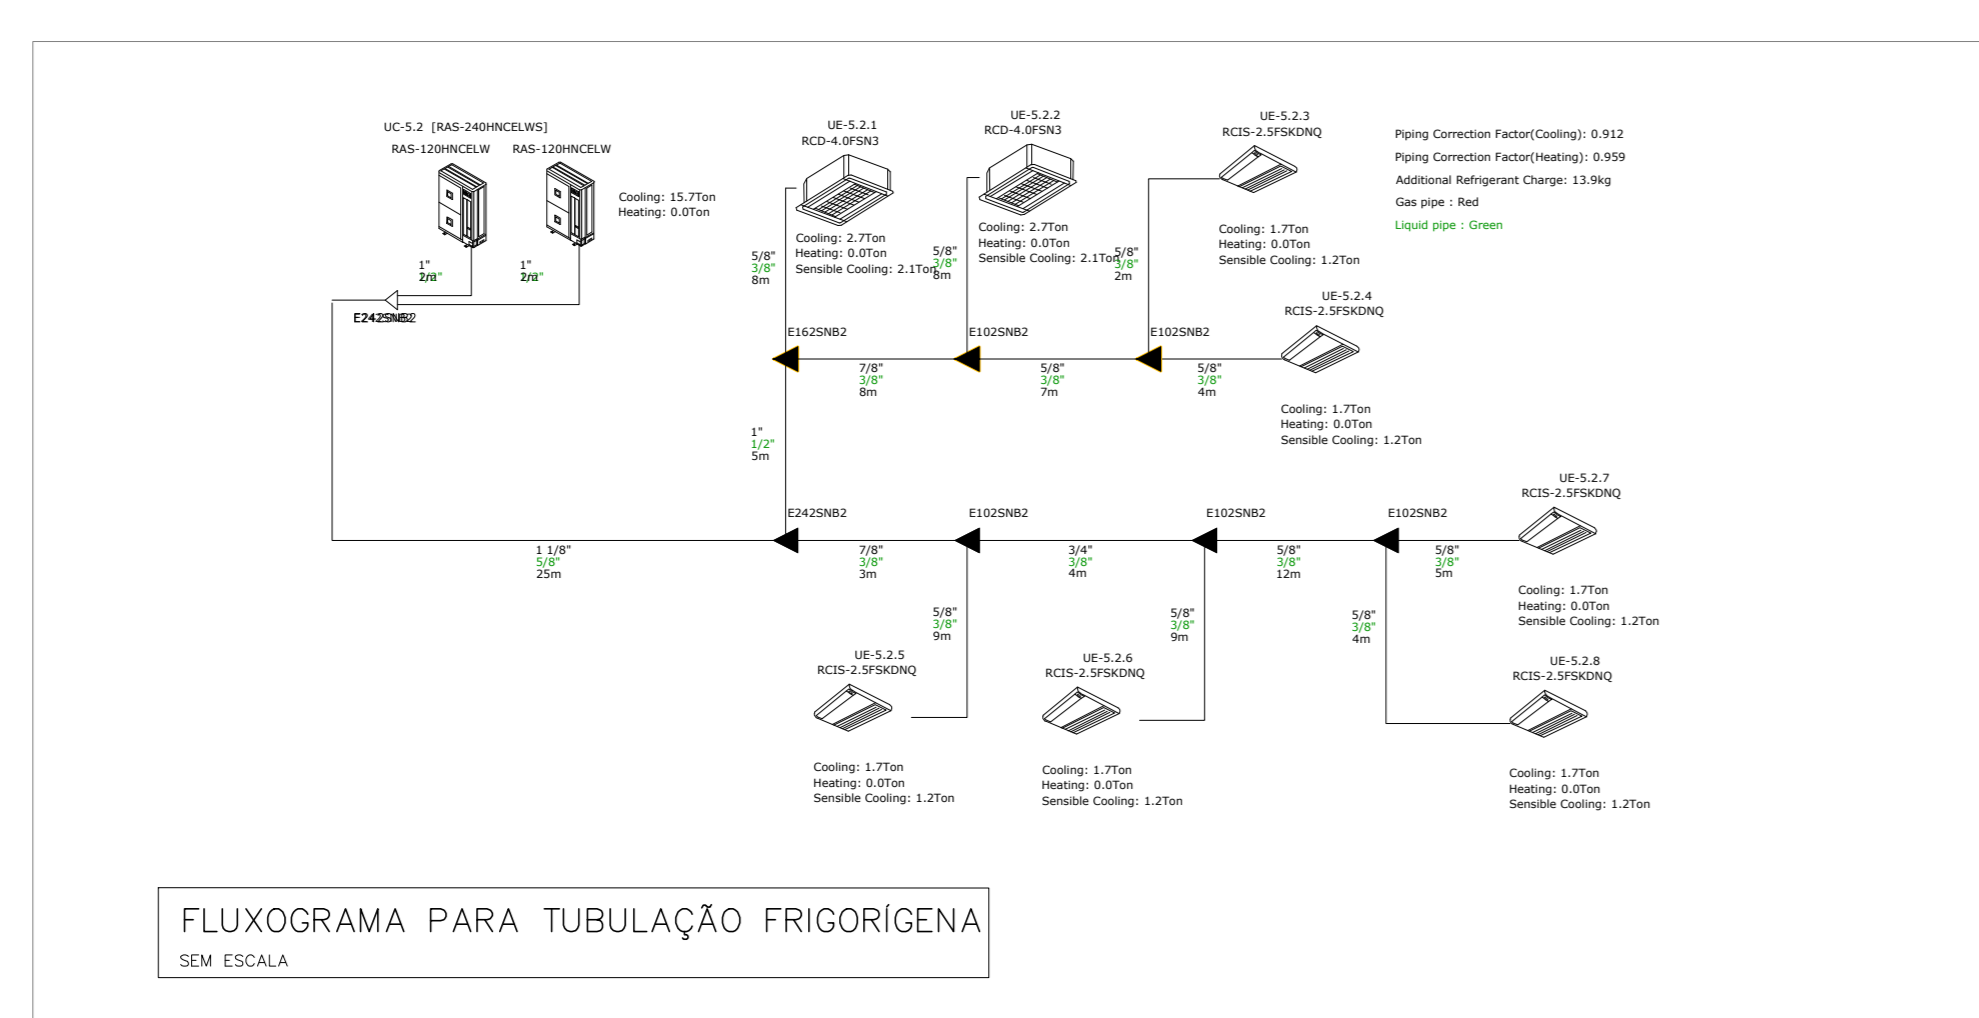 UC-5.2 [RAS-240HNCELWS]
RAS-120HNCELW RAS-120HNCELW
Cooling: 15.7Ton
Heating: 0.0Ton
1"
1/2"
2m
1"
1/2"
2m
E242SNB2
UE-5.2.1
RCD-4.0FSN3
Cooling: 2.7Ton
Heating: 0.0Ton
Sensible Cooling: 2.1Ton
5/8"
3/8"
8m
UE-5.2.2
RCD-4.0FSN3
Cooling: 2.7Ton
Heating: 0.0Ton
Sensible Cooling: 2.1Ton
5/8"
3/8"
8m
UE-5.2.3
RCIS-2.5FSKDNQ
Cooling: 1.7Ton
Heating: 0.0Ton
Sensible Cooling: 1.2Ton
5/8"
3/8"
2m
Piping Correction Factor(Cooling): 0.912
Piping Correction Factor(Heating): 0.959
Additional Refrigerant Charge: 13.9kg
Gas pipe : Red
Liquid pipe : Green
UE-5.2.4
RCIS-2.5FSKDNQ
Cooling: 1.7Ton
Heating: 0.0Ton
Sensible Cooling: 1.2Ton
E162SNB2
7/8"
3/8"
8m
E102SNB2
5/8"
3/8"
7m
E102SNB2
5/8"
3/8"
4m
1"
1/2"
5m
1 1/8"
5/8"
25m
E242SNB2
7/8"
3/8"
3m
E102SNB2
3/4"
3/8"
4m
E102SNB2
5/8"
3/8"
12m
E102SNB2
5/8"
3/8"
5m
UE-5.2.7
RCIS-2.5FSKDNQ
Cooling: 1.7Ton
Heating: 0.0Ton
Sensible Cooling: 1.2Ton
5/8"
3/8"
9m
UE-5.2.5
RCIS-2.5FSKDNQ
Cooling: 1.7Ton
Heating: 0.0Ton
Sensible Cooling: 1.2Ton
5/8"
3/8"
9m
UE-5.2.6
RCIS-2.5FSKDNQ
Cooling: 1.7Ton
Heating: 0.0Ton
Sensible Cooling: 1.2Ton
5/8"
3/8"
4m
UE-5.2.8
RCIS-2.5FSKDNQ
Cooling: 1.7Ton
Heating: 0.0Ton
Sensible Cooling: 1.2Ton
FLUXOGRAMA PARA TUBULAÇÃO FRIGORÍGENA
SEM ESCALA